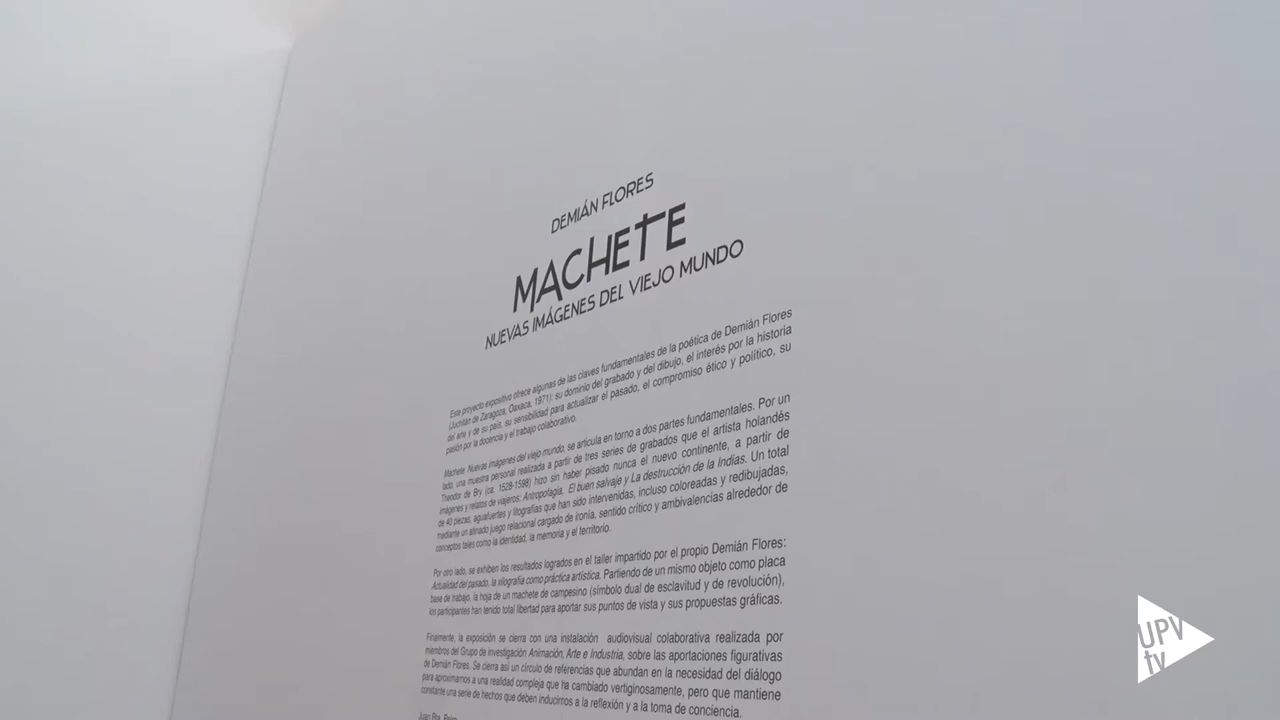 DEMIÁN FLORES
MACHETE
NUEVAS IMÁGENES DEL VIEJO MUNDO
Este proyecto expositivo ofrece algunas de las claves fundamentales de la poética de Demián Flores
(Juchitán de Zaragoza, Oaxaca, 1971): su dominio del grabado y del dibujo, el interés por la historia
del arte y de su país, su sensibilidad para actualizar el pasado, el compromiso ético y político, su
pasión por la docencia y el trabajo colaborativo.
Machete. Nuevas imágenes del viejo mundo, se articula en torno a dos partes fundamentales. Por un
lado, una muestra personal realizada a partir de tres series de grabados que el artista holandés
Theodor de Bry (ca. 1528-1598) hizo sin haber pisado nunca el nuevo continente, a partir de
imágenes y relatos de viajeros: Antropofagia, El buen salvaje y La destrucción de la Indias. Un total
de 40 piezas, aguafuertes y litografías que han sido intervenidas, incluso coloreadas y redibujadas,
mediante un afinado juego relacional cargado de ironía, sentido crítico y ambivalencias alrededor de
conceptos tales como la identidad, la memoria y el territorio.
Por otro lado, se exhiben los resultados logrados en el taller impartido por el propio Demián Flores:
Actualidad del pasado, la xilografía como práctica artística. Partiendo de un mismo objeto como placa
base de trabajo, la hoja de un machete de campesino (símbolo dual de esclavitud y de revolución),
los participantes han tenido total libertad para aportar sus puntos de vista y sus propuestas gráficas.
Finalmente, la exposición se cierra con una instalación audiovisual colaborativa realizada por
miembros del Grupo de Investigación Animación, Arte e Industria, sobre las aportaciones figurativas
de Demián Flores. Se cierra así un círculo de referencias que abundan en la necesidad del diálogo
para aproximarnos a una realidad compleja que ha cambiado vertiginosamente, pero que mantiene
constante una serie de hechos que deben inducirnos a la reflexión y a la toma de conciencia.
Juan Bta.
UPV
tv